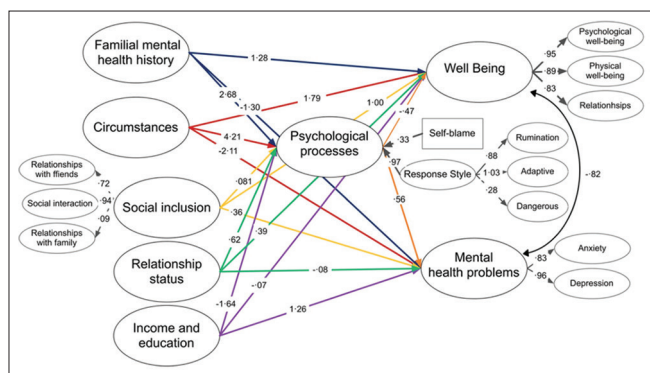 Familial mental
health history
Circumstances
Social inclusion
Relationship
status
Income and
education
Relationships
with ffiends
Social interaction
Relationships
with family
·72
·94
·09
Psychological
processes
Well Being
Mental
health problems
Self-blame
Response Style
Psychological
well-being
Physical
well-being
Relationhsips
·95
·89
·83
Rumination
Adaptive
Dangerous
·88
1·03
·28
Anxiety
Depression
·83
·96
1·28
2·68
-1·30
1·79
4·21
-2·11
1·00
·081
·36
·62
·39
-·08
-1·64
-·07
1·26
-·47
·33
·97
·56
-·82